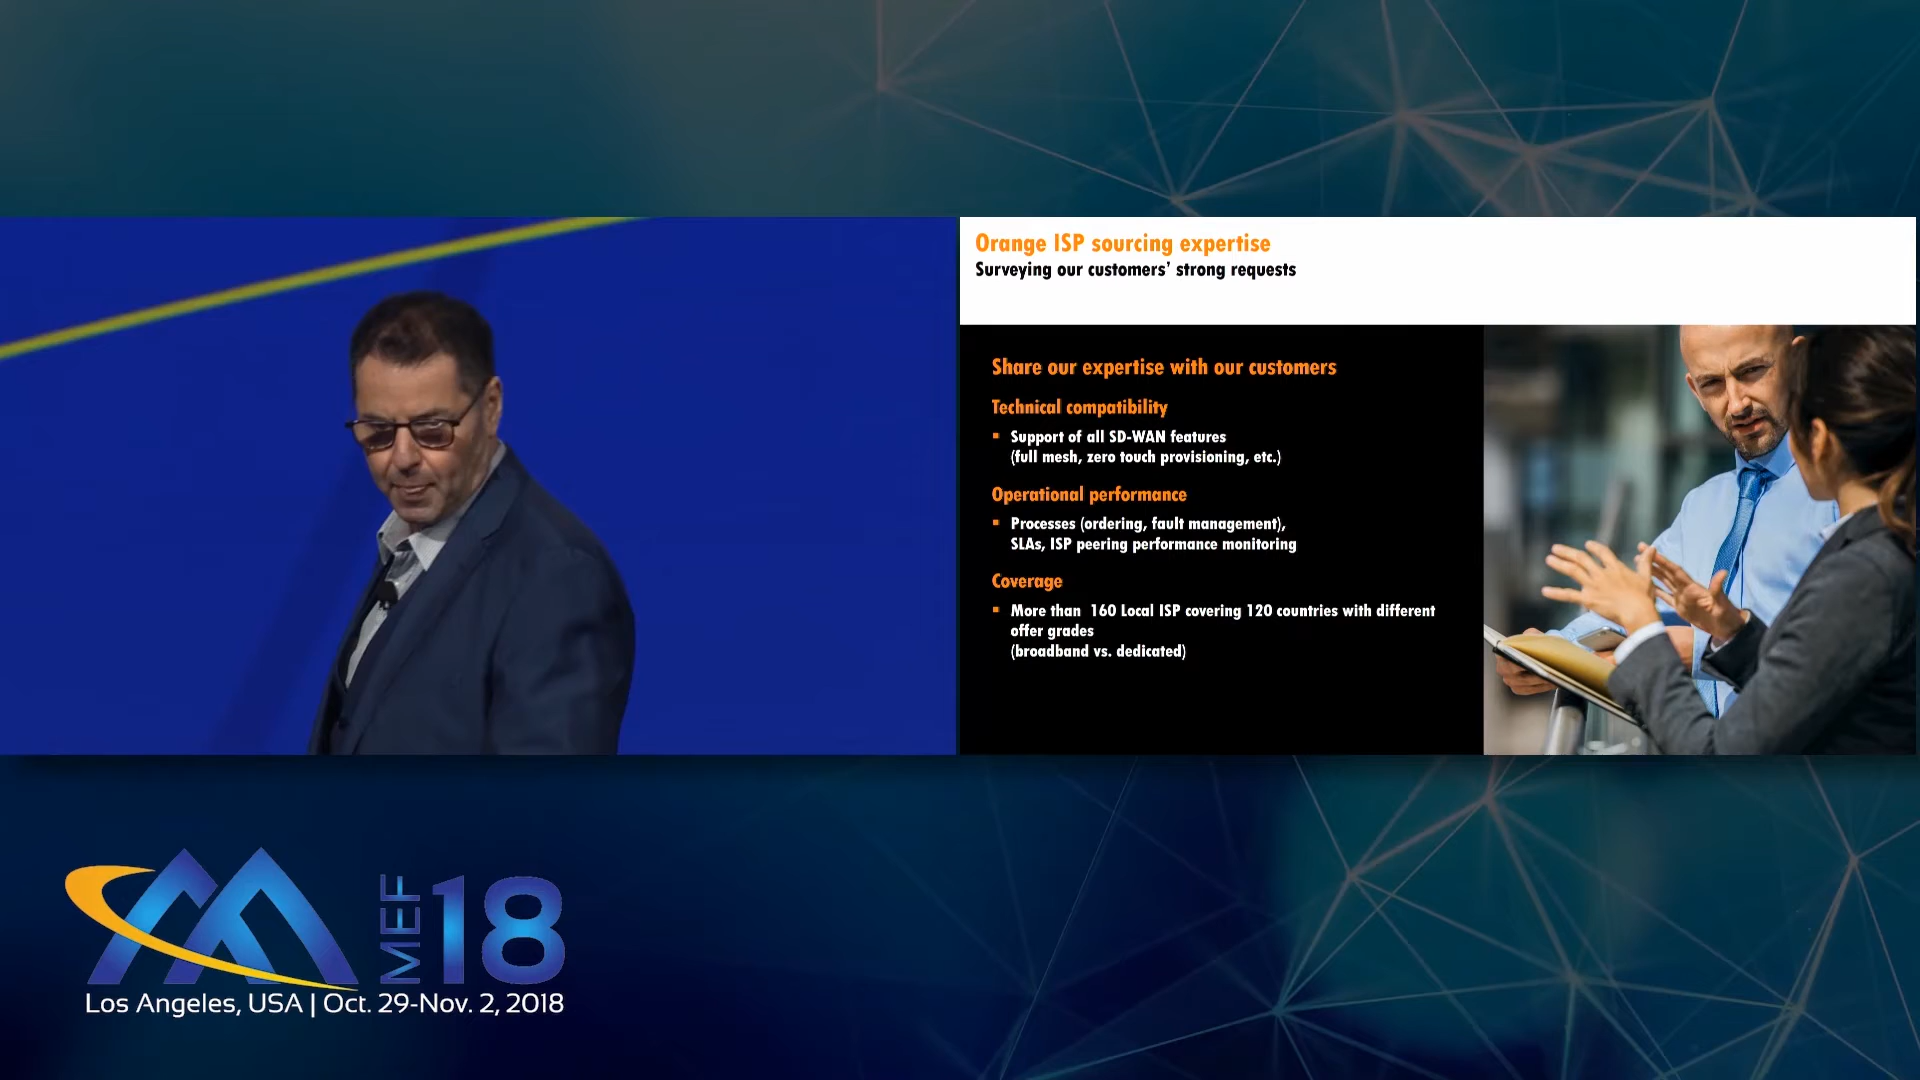 Orange ISP sourcing expertise
Surveying our customers' strong requests
Share our expertise with our customers
Technical compatibility
▪ Support of all SD-WAN features
(full mesh, zero touch provisioning, etc.)
Operational performance
▪ Processes (ordering, fault management),
SLAs, ISP peering performance monitoring
Coverage
▪ More than 160 Local ISP covering 120 countries with different
offer grades
(broadband vs. dedicated)
MEF 18
Los Angeles, USA | Oct. 29-Nov. 2, 2018